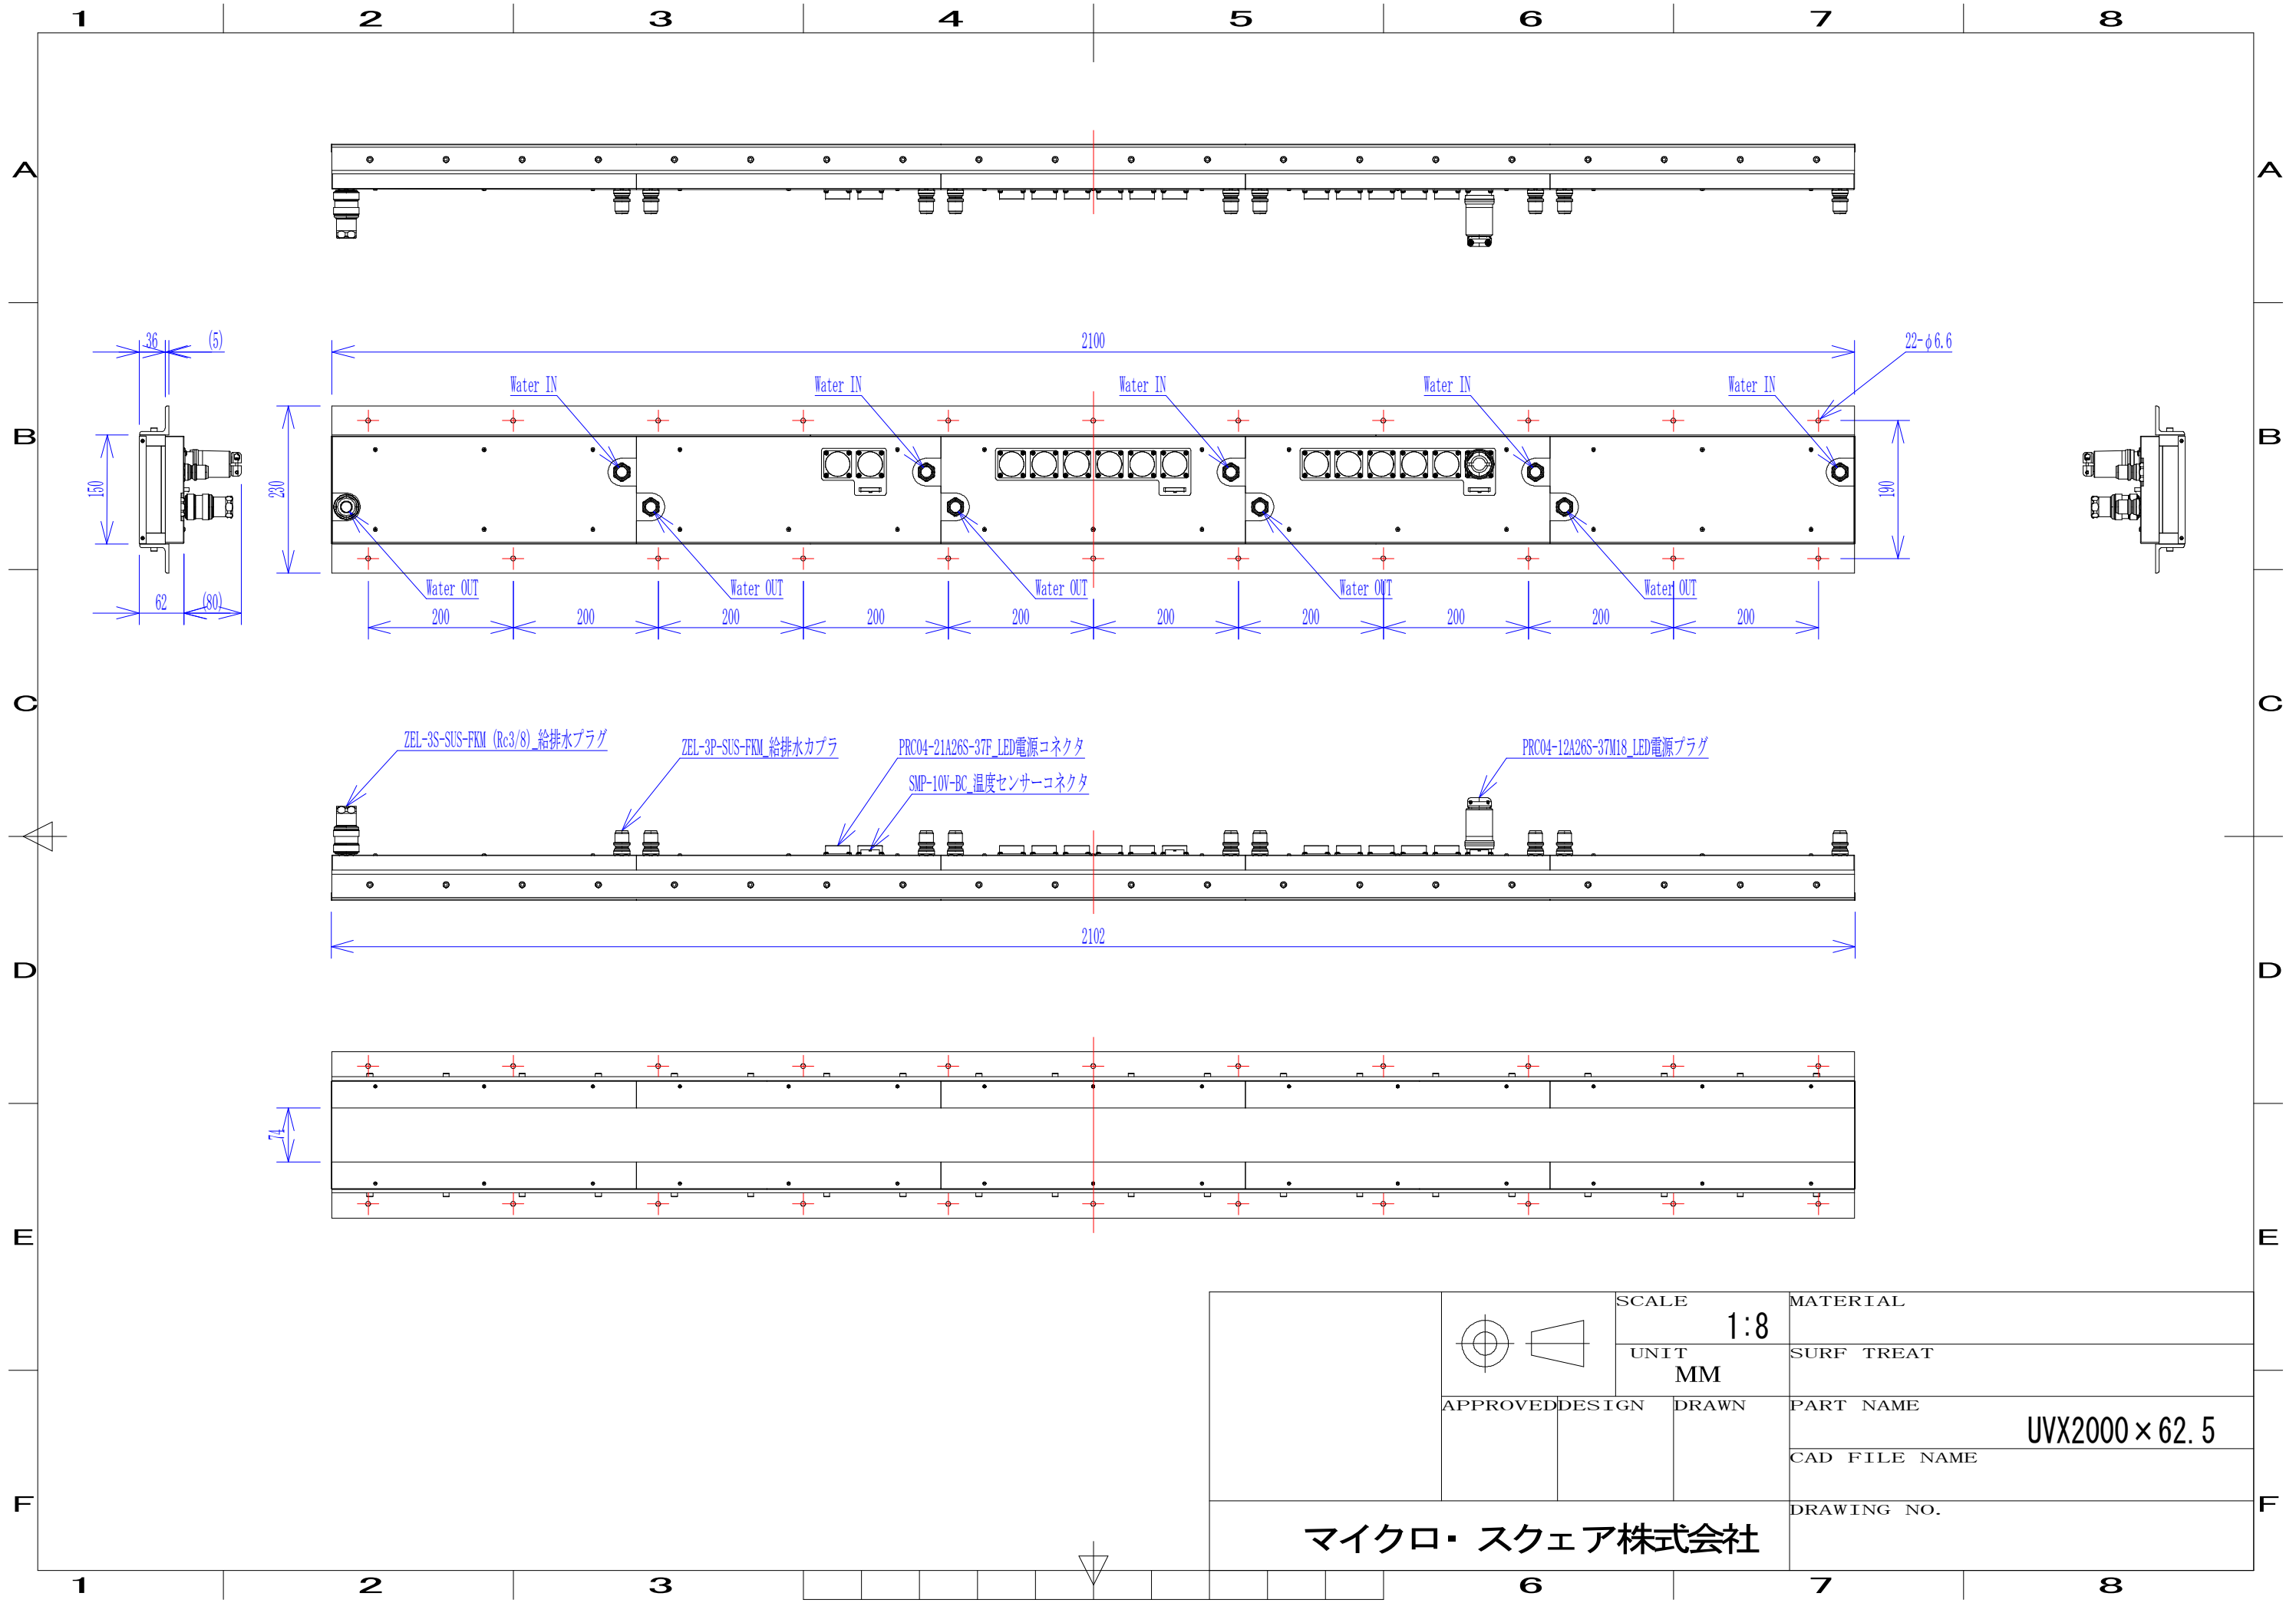 1 2 3 4 5 6 7 8
A A
36 (5)
2100
22-φ6.6
Water IN Water IN Water IN Water IN Water IN
B B
150
230
190
62 (80)
Water OUT Water OUT Water OUT Water OUT Water OUT
200 200 200 200 200 200 200 200 200 200
C C
ZEL-3S-SUS-FKM (Rc3/8)_給排水プラグ
ZEL-3P-SUS-FKM_給排水カプラ
PRC04-21A26S-37F_LED電源コネクタ
PRC04-12A26S-37M18_LED電源プラグ
SMP-10V-BC_温度センサーコネクタ
2102
D D
74
E E
SCALE
1:8
MATERIAL
UNIT
MM
SURF TREAT
APPROVED DESIGN DRAWN
PART NAME
UVX2000×62.5
CAD FILE NAME
DRAWING NO.
マイクロ・スクェア株式会社
F F
1 2 3 6 7 8